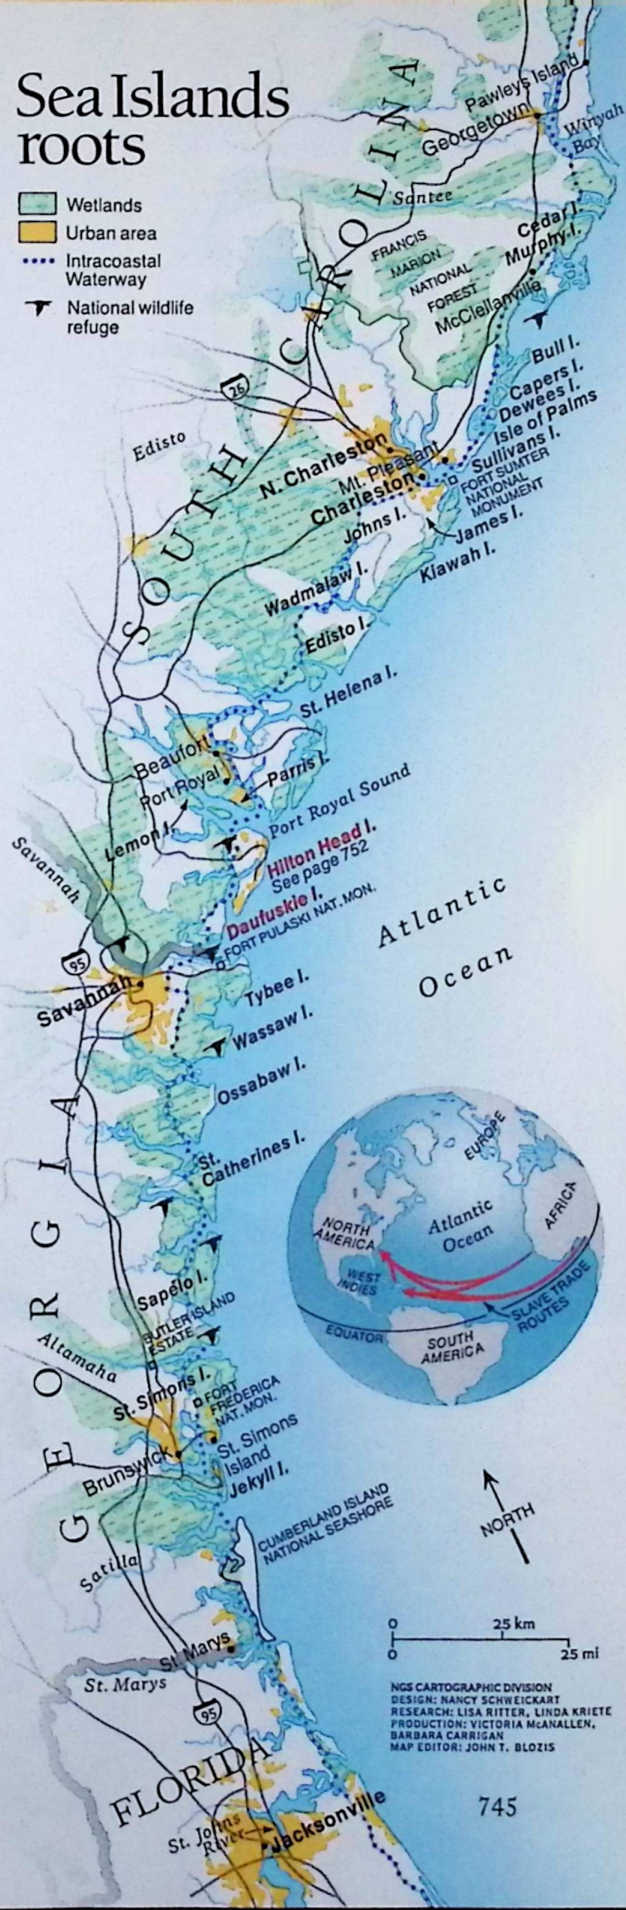 Sea Islands
roots
Wetlands
Urban area
Intracoastal
Waterway
National wildlife
refuge
SOUTH CAROLINA
Pawleys Island
Georgetown
Winyah
Bay
Santee
Cedar I.
Murphy I.
FRANCIS
MARION
NATIONAL
FOREST
McClellanville
Bull I.
Capers I.
Dewees I.
Isle of Palms
Sullivans I.
FORT SUMTER
NATIONAL
MONUMENT
26
Edisto
N. Charleston
Mt. Pleasant
Charleston
Johns I.
James I.
Kiawah I.
Wadmalaw I.
Edisto I.
St. Helena I.
Beaufort
Port Royal
Parris I.
Lemon I.
Port Royal Sound
Hilton Head I.
See page 752
Daufuskie I.
FORT PULASKI NAT. MON.
Savannah
95
Savannah
Tybee I.
Wassaw I.
Ossabaw I.
St.
Catherines I.
Atlantic
Ocean
GEORGIA
Sapelo I.
BUTLER ISLAND
ESTATE
Altamaha
St. Simons I.
FORT
FREDERICA
NAT. MON.
St. Simons
Island
Brunswick
Jekyll I.
CUMBERLAND ISLAND
NATIONAL SEASHORE
Satilla
St. Marys
St. Marys
95
FLORIDA
St. Johns
River
Jacksonville
EUROPE
NORTH
AMERICA
Atlantic
Ocean
AFRICA
WEST
INDIES
SLAVE TRADE
ROUTES
EQUATOR
SOUTH
AMERICA
NORTH
0 25 km
0 25 mi
NGS CARTOGRAPHIC DIVISION
DESIGN: NANCY SCHWEICKART
RESEARCH: LISA RITTER, LINDA KRIETE
PRODUCTION: VICTORIA McANALLEN,
BARBARA CARRIGAN
MAP EDITOR: JOHN T. BLOZIS
745